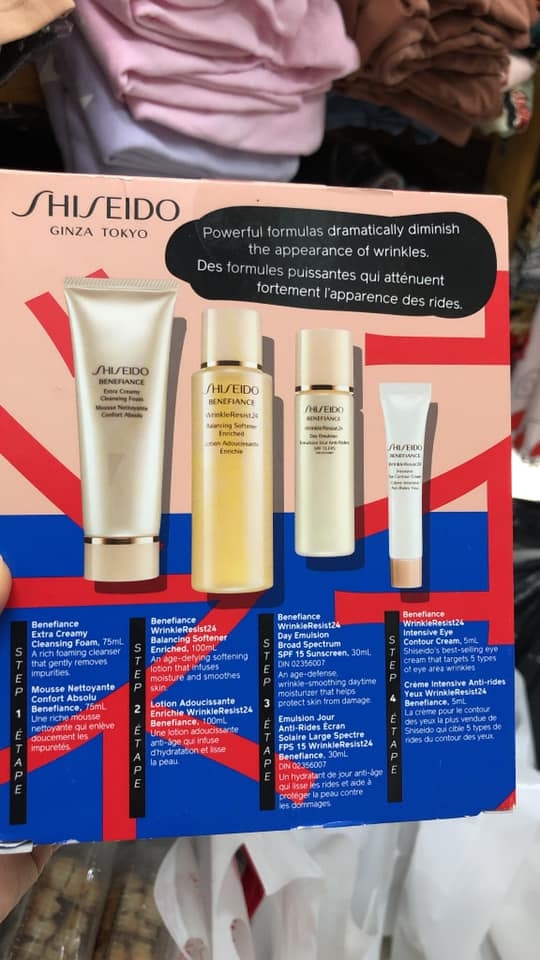 SHISEIDO
GINZA TOKYO
Powerful formulas dramatically diminish
the appearance of wrinkles.
Des formules puissantes qui atténuent
fortement l'apparence des rides.
SHISEIDO
BENEFIANCE
Extra Creamy
Cleansing Foam
Mousse Nettoyante
Confort Absolu
SHISEIDO
BENEFIANCE
WrinkleResist24
Balancing Softener
Enriched
Lotion Adoucissante
Enrichie
SHISEIDO
BENEFIANCE
WrinkleResist24
Day Emulsion
SHISEIDO
BENEFIANCE
WrinkleResist24
Intensive
Eye Contour Cream
STEP 1 ÉTAPE
Benefiance
Extra Creamy
Cleansing Foam, 75mL
A rich foaming cleanser
that gently removes
impurities.
Mousse Nettoyante
Confort Absolu
Benefiance, 75mL
Une riche mousse
nettoyante qui enlève
doucement les
impuretés.
STEP 2 ÉTAPE
Benefiance
WrinkleResist24
Balancing Softener
Enriched, 100mL
An age-defying softening
lotion that infuses
moisture and smoothes
skin.
Lotion Adoucissante
Enrichie WrinkleResist24
Benefiance, 100mL
Une lotion adoucissante
anti-âge qui infuse
d'hydratation et lisse
la peau.
STEP 3 ÉTAPE
Benefiance
WrinkleResist24
Day Emulsion
Broad Spectrum
SPF 15 Sunscreen, 30mL
DIN 02356007
An age-defense,
wrinkle-smoothing daytime
moisturizer that helps
protect skin from damage.
Emulsion Jour
Anti-Rides Écran
Solaire Large Spectre
FPS 15 WrinkleResist24
Benefiance, 30mL
DIN 02356007
Un hydratant de jour anti-âge
qui lisse les rides et aide à
protéger la peau contre
les dommages.
STEP 4 ÉTAPE
Benefiance
WrinkleResist24
Intensive Eye
Contour Cream, 5mL
Shiseido's best-selling eye
cream that targets 5 types
of eye area wrinkles
Crème Intensive Anti-rides
Yeux WrinkleResist24
Benefiance, 5mL
La crème pour le contour
des yeux la plus vendue de
Shiseido qui cible 5 types de
rides du contour des yeux.